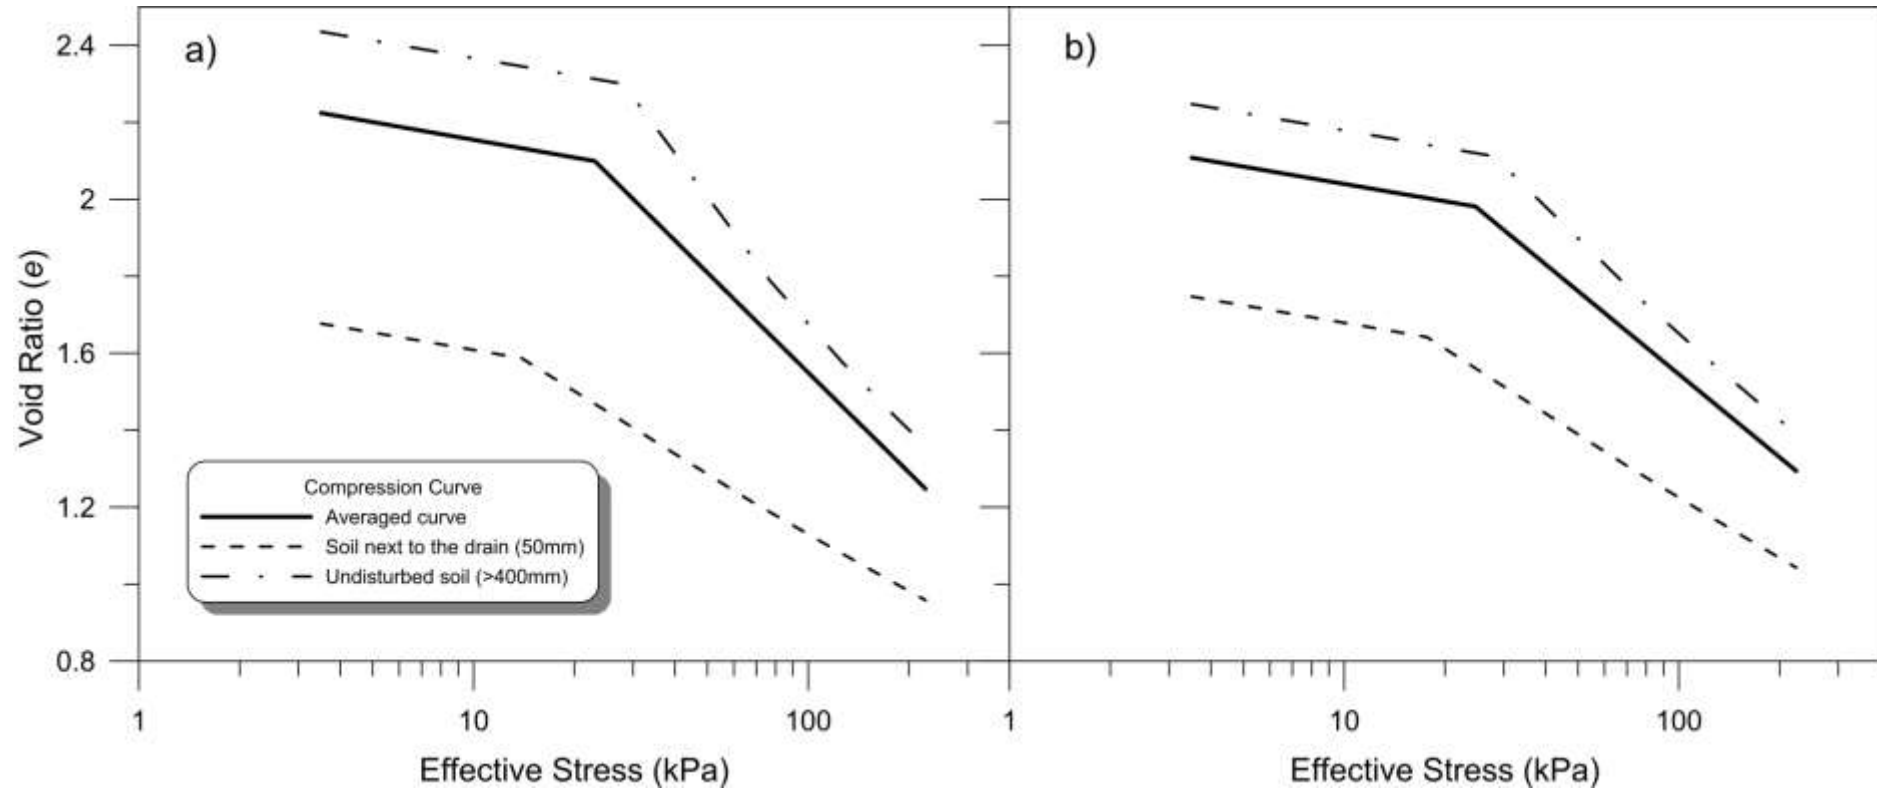 a)
b)
2.4
2
1.6
1.2
0.8
Void Ratio (e)
Compression Curve
Averaged curve
Soil next to the drain (50mm)
Undisturbed soil (>400mm)
1
10
100
1
10
100
Effective Stress (kPa)
Effective Stress (kPa)